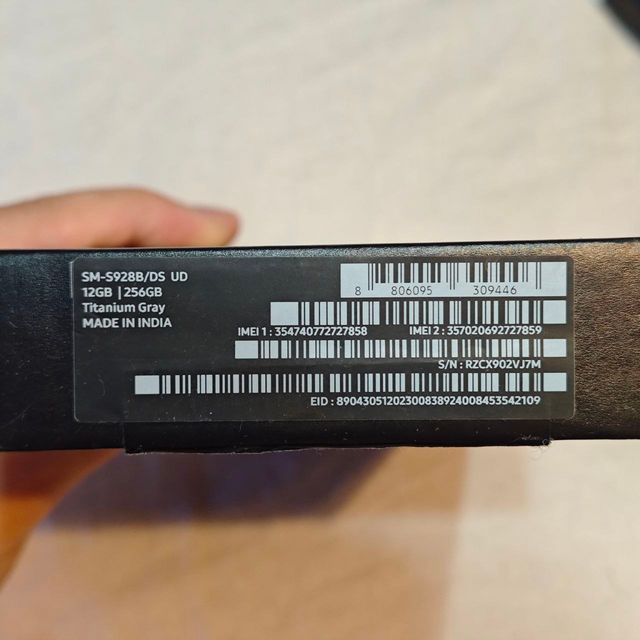 SM-S928B/DS UD
12GB | 256GB
Titanium Gray
MADE IN INDIA
8 806095 309446
IMEI 1 : 354740772727858 IMEI 2 : 357020692727859
S/N : RZCX902VJ7M
EID : 89043051202300838924008453542109